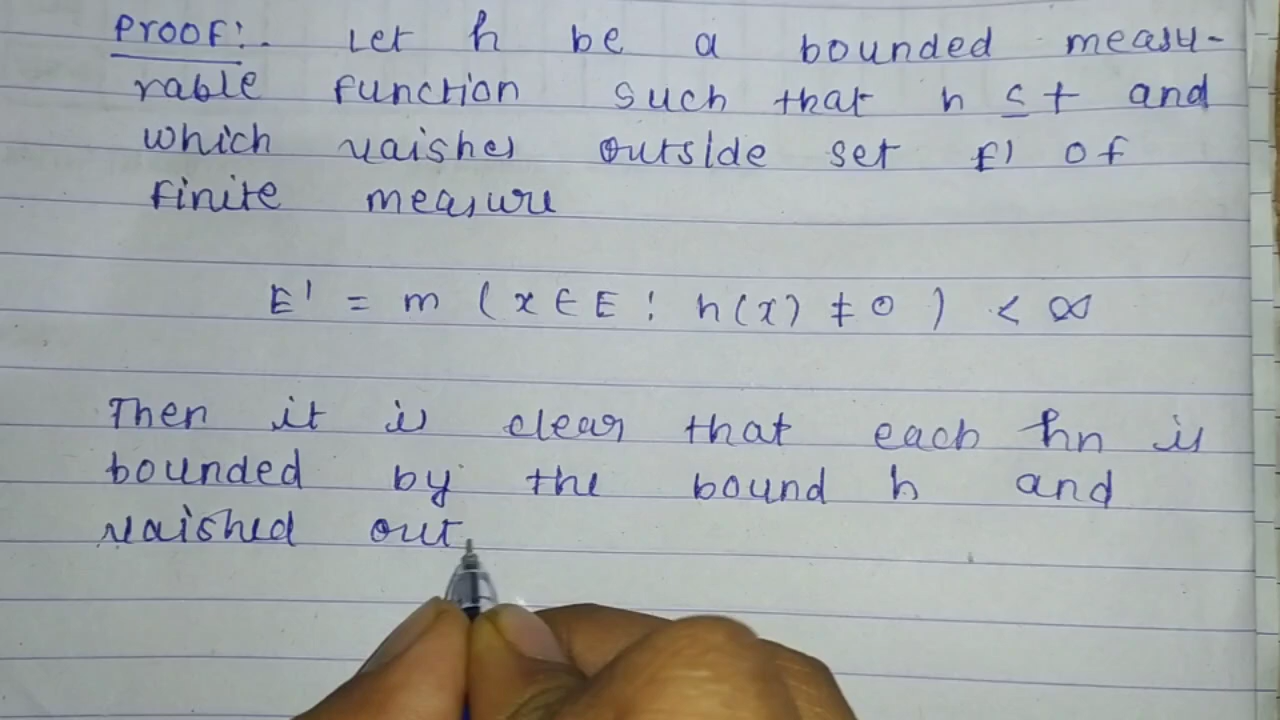 Proof:. Let h be a bounded measu-
rable function such that h ≤ t and
which vaishes outside set E' of
finite measure
E' = m ( x ∈ E : h(x) ≠ 0 ) < ∞
Then it is clear that each hn is
bounded by the bound h and
vaished out